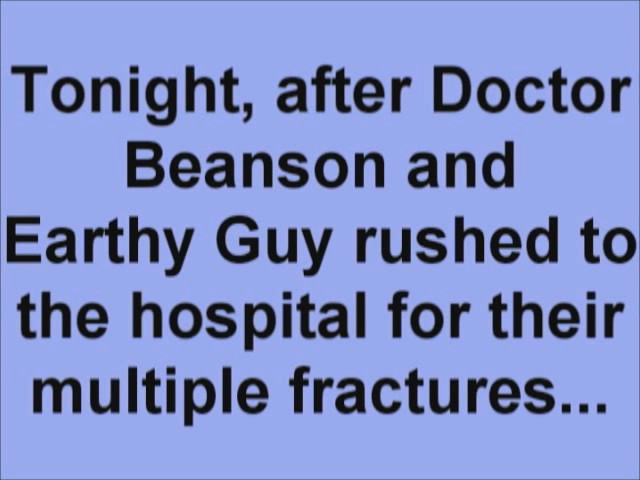 Tonight, after Doctor
Beanson and
Earthy Guy rushed to
the hospital for their
multiple fractures...